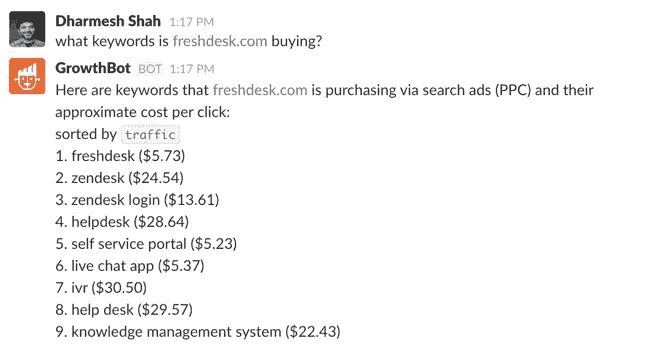 Dharmesh Shah 1:17 PM
what keywords is freshdesk.com buying?
GrowthBot BOT 1:17 PM
Here are keywords that freshdesk.com is purchasing via search ads (PPC) and their
approximate cost per click:
sorted by traffic
1. freshdesk ($5.73)
2. zendesk ($24.54)
3. zendesk login ($13.61)
4. helpdesk ($28.64)
5. self service portal ($5.23)
6. live chat app ($5.37)
7. ivr ($30.50)
8. help desk ($29.57)
9. knowledge management system ($22.43)